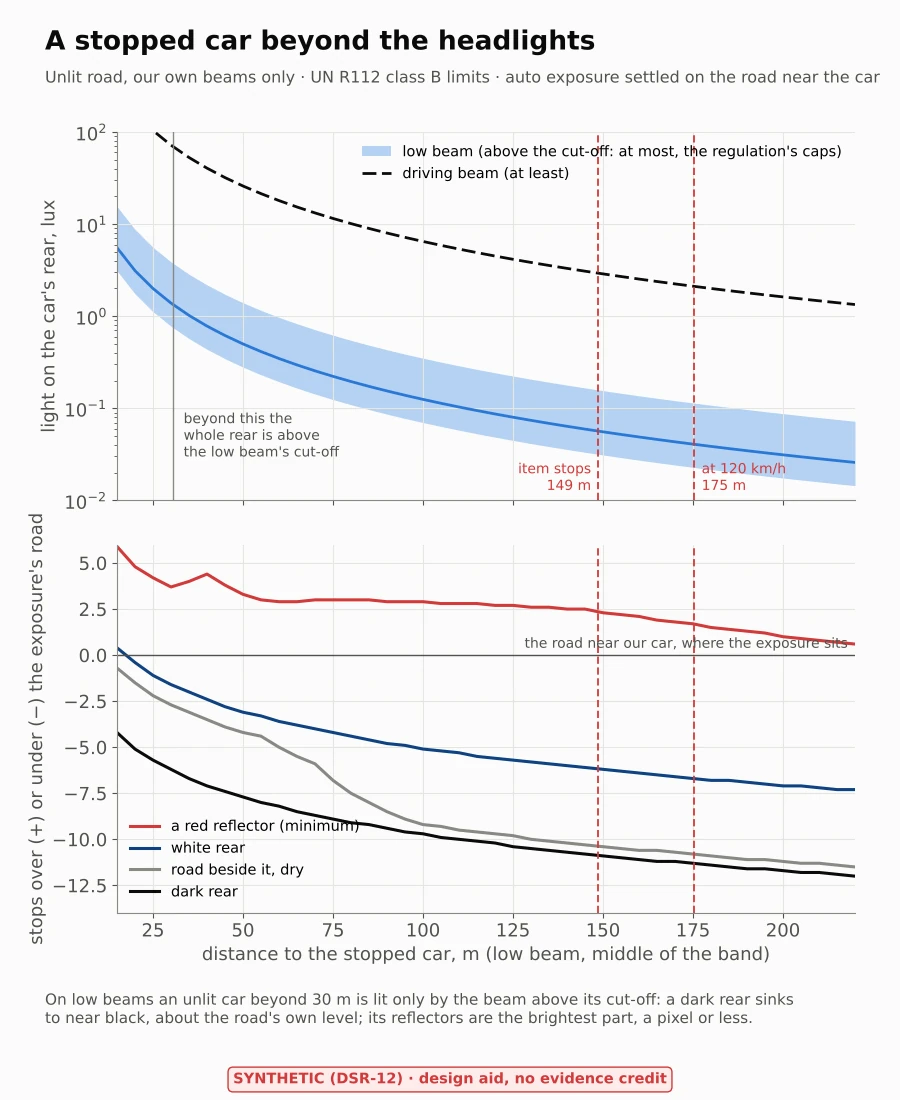 A stopped car beyond the headlights
Unlit road, our own beams only · UN R112 class B limits · auto exposure settled on the road near the car
low beam (above the cut-off: at most, the regulation's caps)
driving beam (at least)
light on the car's rear, lux
10²
10¹
10⁰
10⁻¹
10⁻²
beyond this the
whole rear is above
the low beam's cut-off
item stops
149 m
at 120 km/h
175 m
stops over (+) or under (−) the exposure's road
5.0
2.5
0.0
−2.5
−5.0
−7.5
−10.0
−12.5
the road near our car, where the exposure sits
a red reflector (minimum)
white rear
road beside it, dry
dark rear
25 50 75 100 125 150 175 200
distance to the stopped car, m (low beam, middle of the band)
On low beams an unlit car beyond 30 m is lit only by the beam above its cut-off: a dark rear sinks
to near black, about the road's own level; its reflectors are the brightest part, a pixel or less.
SYNTHETIC (DSR-12) · design aid, no evidence credit